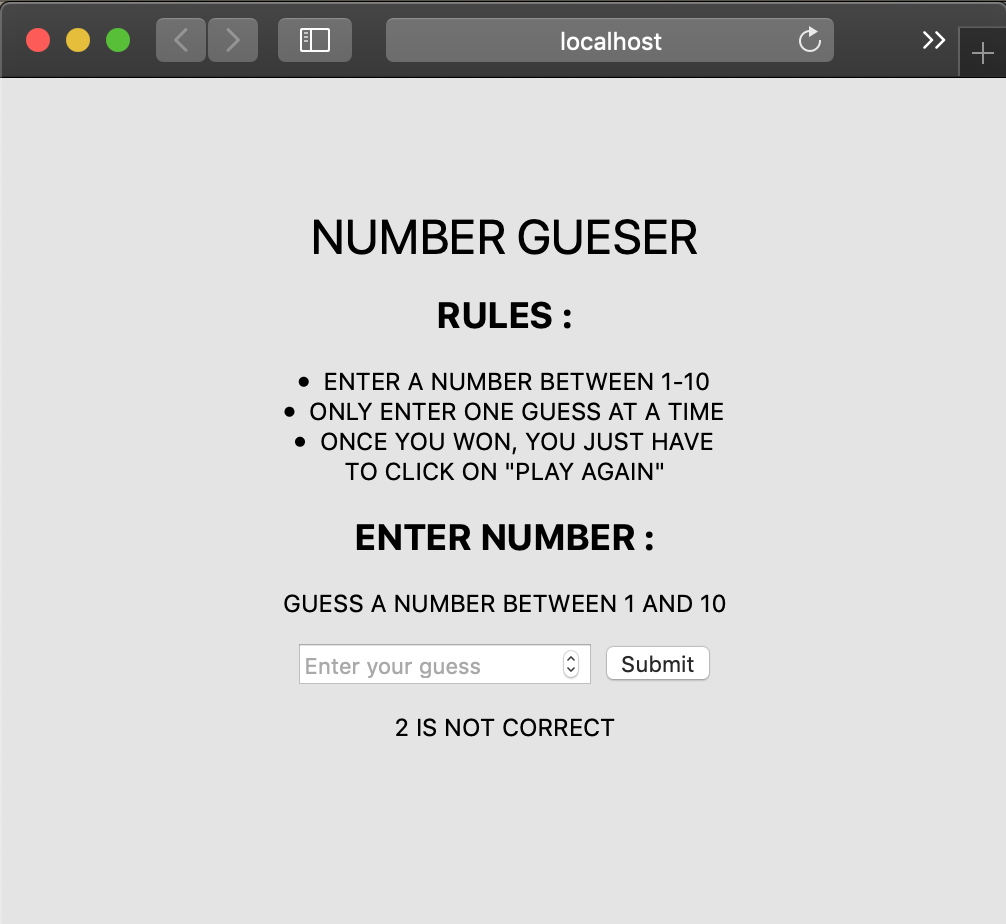 localhost
NUMBER GUESER
RULES :
• ENTER A NUMBER BETWEEN 1-10
• ONLY ENTER ONE GUESS AT A TIME
• ONCE YOU WON, YOU JUST HAVE
TO CLICK ON "PLAY AGAIN"
ENTER NUMBER :
GUESS A NUMBER BETWEEN 1 AND 10
Enter your guess Submit
2 IS NOT CORRECT